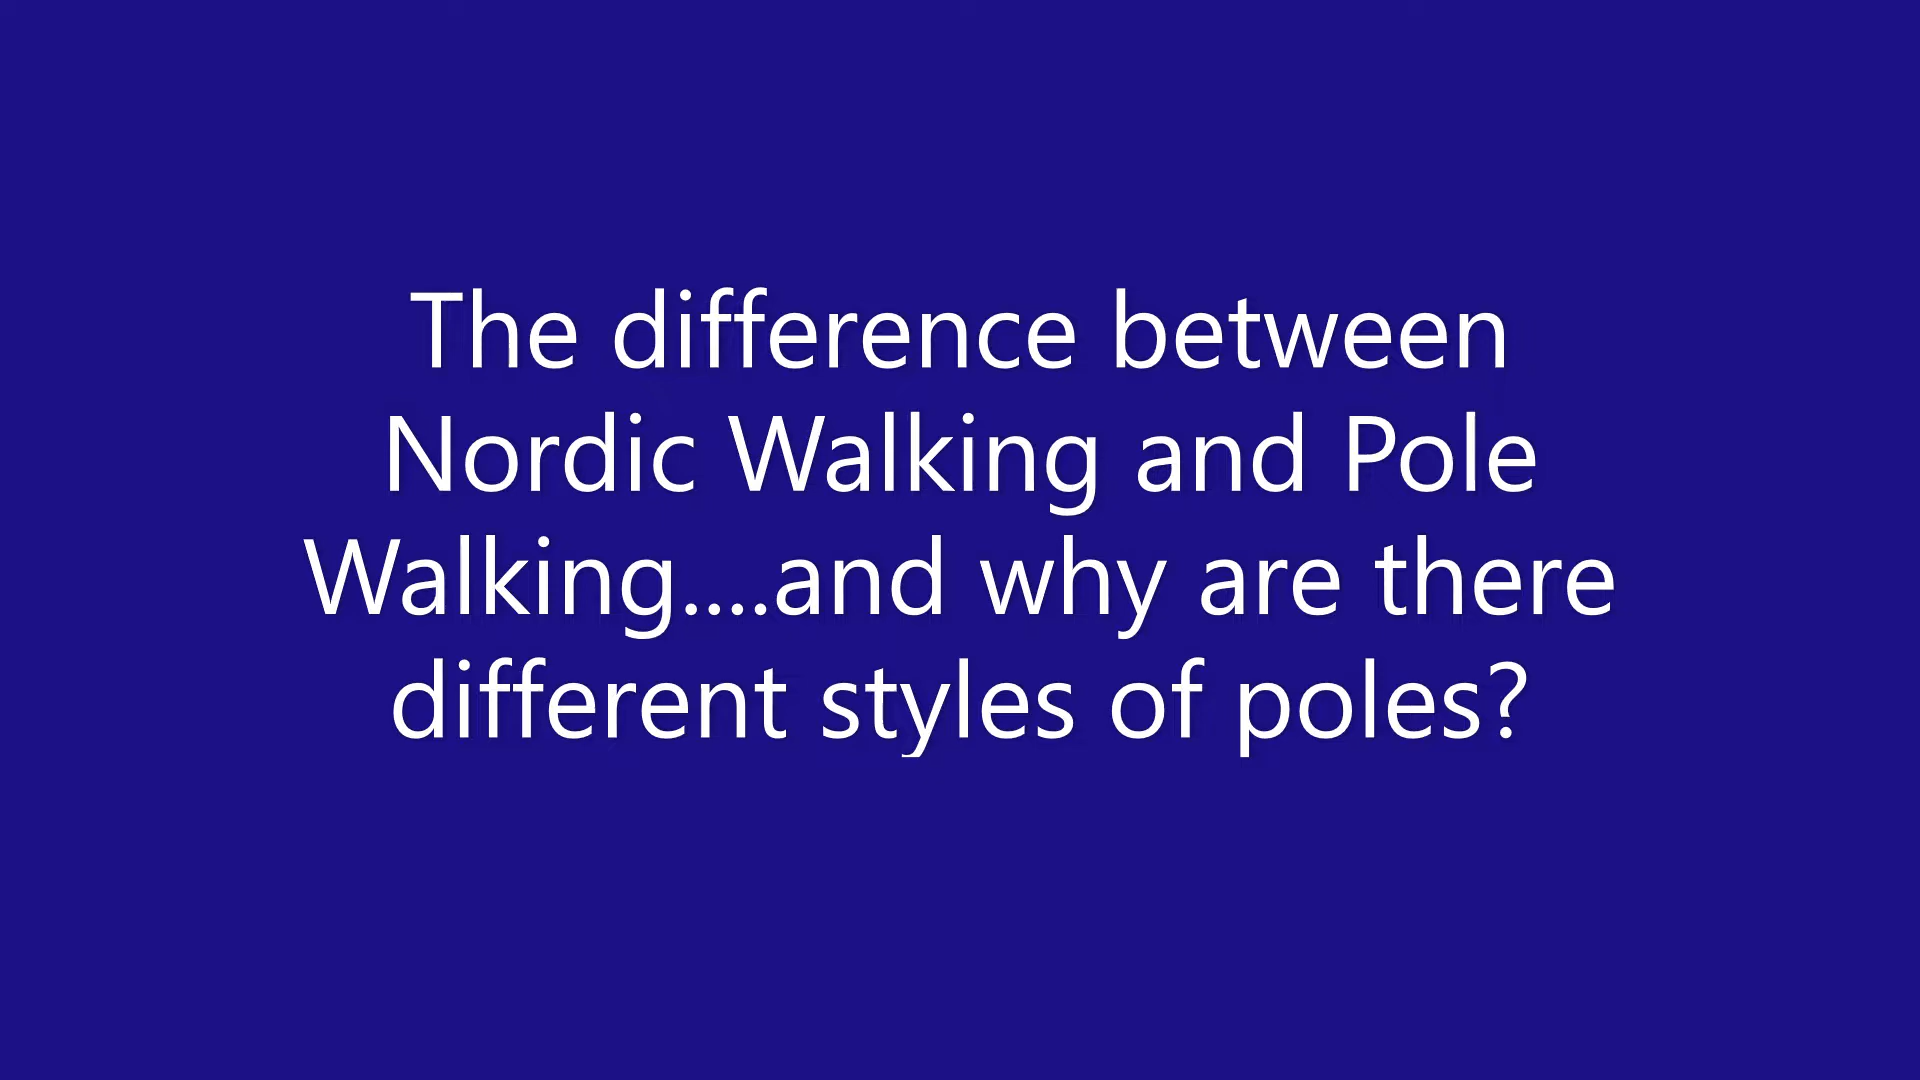 The difference between
Nordic Walking and Pole
Walking....and why are there
different styles of poles?